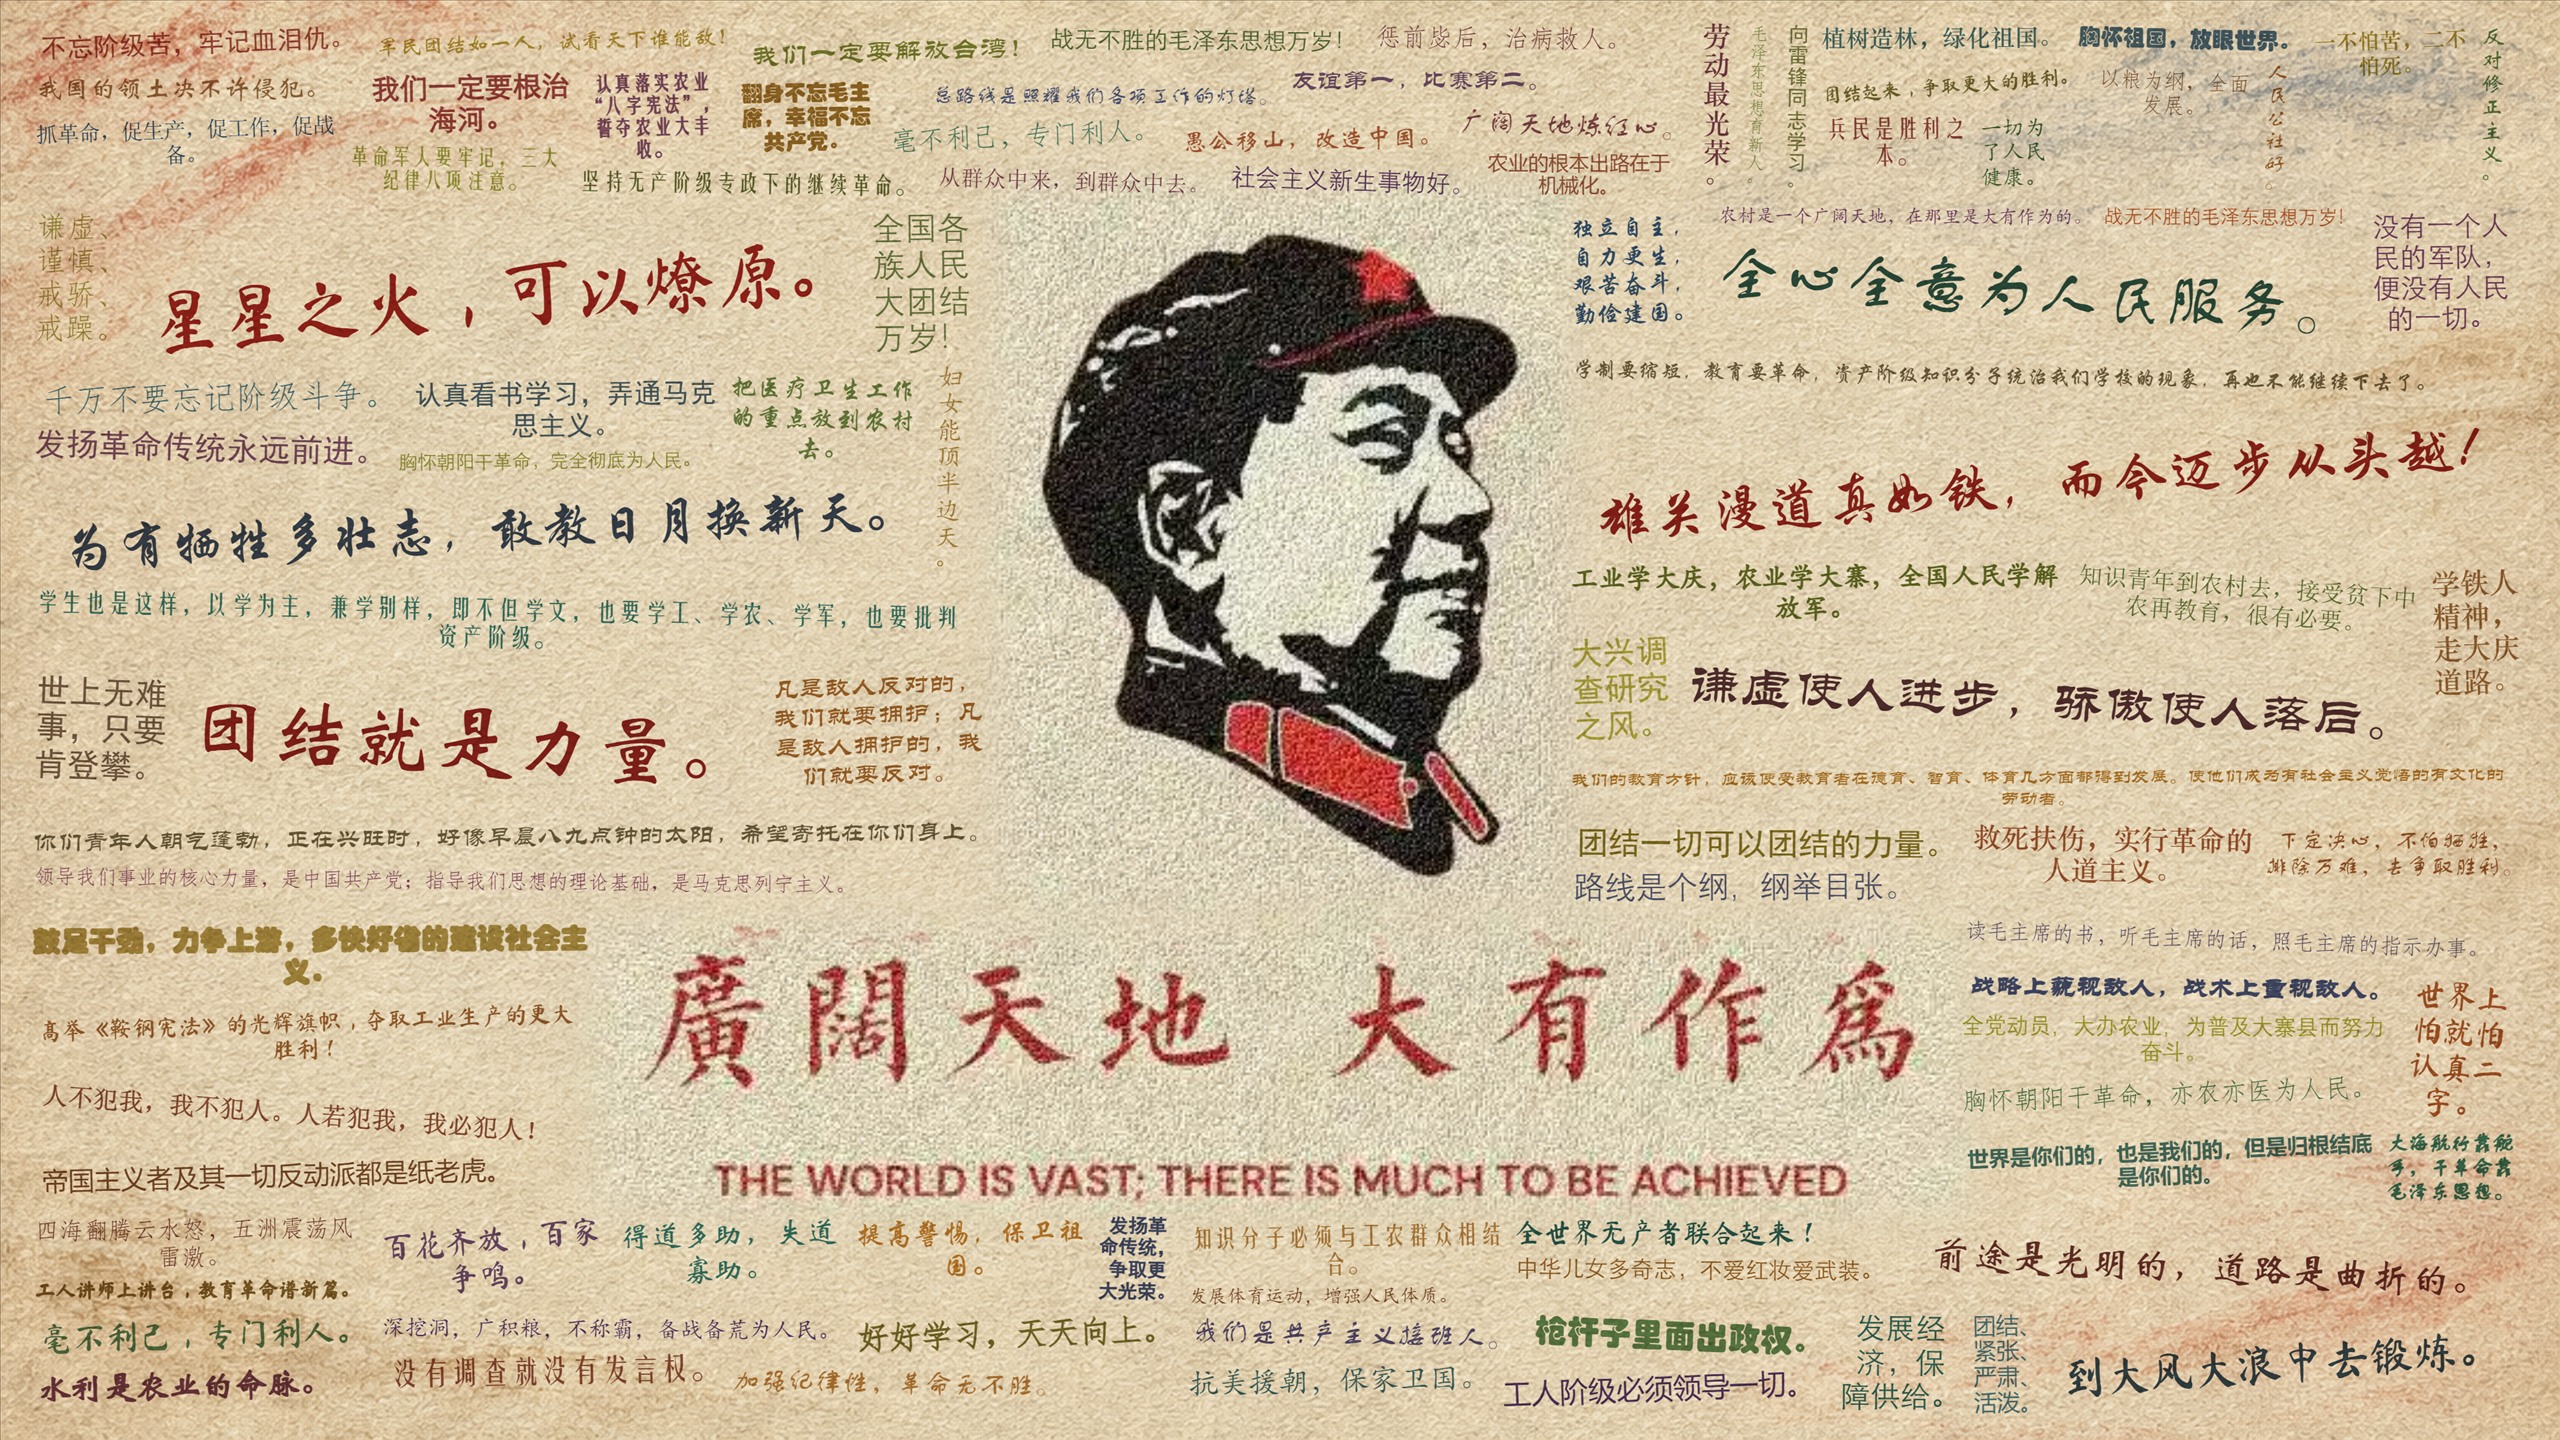 不忘阶级苦，牢记血泪仇。
军民团结如一人，试看天下谁能敌！
我们一定要解放台湾！
战无不胜的毛泽东思想万岁！
惩前毖后，治病救人。
我国的领土决不许侵犯。
我们一定要根治
海河。
认真落实农业
“八字宪法”，
誓夺农业大丰
收。
翻身不忘毛主
席，幸福不忘
共产党。
总路线是照耀我们各项工作的灯塔。
友谊第一，比赛第二。
抓革命，促生产，促工作，促战
备。
革命军人要牢记，三大
纪律八项注意。
毫不利己，专门利人。
愚公移山，改造中国。
广阔天地炼红心。
坚持无产阶级专政下的继续革命。
从群众中来，到群众中去。
社会主义新生事物好。
农业的根本出路在于
机械化。
劳动最光荣。
毛泽东思想育新人。
向雷锋同志学习。
植树造林，绿化祖国。
胸怀祖国，放眼世界。
一不怕苦，二不
怕死。
反对修正主义。
团结起来，争取更大的胜利。
以粮为纲，全面
发展。
人民公社好
兵民是胜利之
本。
一切为
了人民
健康。
谦虚、
谨慎、
戒骄、
戒躁。
星星之火，可以燎原。
全国各
族人民
大团结
万岁！
独立自主，
自力更生，
艰苦奋斗，
勤俭建国。
农村是一个广阔天地，在那里是大有作为的。
战无不胜的毛泽东思想万岁！
全心全意为人民服务。
没有一个人
民的军队，
便没有人民
的一切。
千万不要忘记阶级斗争。
认真看书学习，弄通马克
思主义。
把医疗卫生工作
的重点放到农村
去。
妇女能顶半边天。
发扬革命传统永远前进。
胸怀朝阳干革命，完全彻底为人民。
学制要缩短，教育要革命，资产阶级知识分子统治我们学校的现象，再也不能继续下去了。
为有牺牲多壮志，敢教日月换新天。
雄关漫道真如铁，而今迈步从头越！
学生也是这样，以学为主，兼学别样，即不但学文，也要学工、学农、学军，也要批判
资产阶级。
工业学大庆，农业学大寨，全国人民学解
放军。
知识青年到农村去，接受贫下中
农再教育，很有必要。
学铁人
精神，
走大庆
道路。
世上无难
事，只要
肯登攀。
团结就是力量。
凡是敌人反对的，
我们就要拥护；凡
是敌人拥护的，我
们就要反对。
大兴调
查研究
之风。
谦虚使人进步，骄傲使人落后。
我们的教育方针，应该使受教育者在德育、智育、体育几方面都得到发展。使他们成为有社会主义觉悟的有文化的
劳动者。
你们青年人朝气蓬勃，正在兴旺时，好像早晨八九点钟的太阳，希望寄托在你们身上。
领导我们事业的核心力量，是中国共产党；指导我们思想的理论基础，是马克思列宁主义。
团结一切可以团结的力量。
路线是个纲，纲举目张。
救死扶伤，实行革命的
人道主义。
下定决心，不怕牺牲，
排除万难，去争取胜利。
鼓足干劲，力争上游，多快好省的建设社会主
义。
读毛主席的书，听毛主席的话，照毛主席的指示办事。
高举《鞍钢宪法》的光辉旗帜，夺取工业生产的更大
胜利！
廣闊天地 大有作為
战略上藐视敌人，战术上重视敌人。
全党动员，大办农业，为普及大寨县而努力
奋斗。
世界上
怕就怕
认真二
字。
人不犯我，我不犯人。人若犯我，我必犯人！
胸怀朝阳干革命，亦农亦医为人民。
帝国主义者及其一切反动派都是纸老虎。
THE WORLD IS VAST; THERE IS MUCH TO BE ACHIEVED
世界是你们的，也是我们的，但是归根结底
是你们的。
大海航行靠舵
手，干革命靠
毛泽东思想。
四海翻腾云水怒，五洲震荡风
雷激。
百花齐放，百家
争鸣。
得道多助，失道
寡助。
提高警惕，保卫祖
国。
发扬革
命传统，
争取更
大光荣。
知识分子必须与工农群众相结
合。
全世界无产者联合起来！
中华儿女多奇志，不爱红妆爱武装。
前途是光明的，道路是曲折的。
工人讲师上讲台，教育革命谱新篇。
发展体育运动，增强人民体质。
毫不利己，专门利人。
深挖洞，广积粮，不称霸，备战备荒为人民。
好好学习，天天向上。
我们是共产主义接班人。
枪杆子里面出政权。
发展经
济，保
障供给。
团结、
紧张、
严肃、
活泼。
到大风大浪中去锻炼。
水利是农业的命脉。
没有调查就没有发言权。
加强纪律性，革命无不胜。
抗美援朝，保家卫国。
工人阶级必须领导一切。